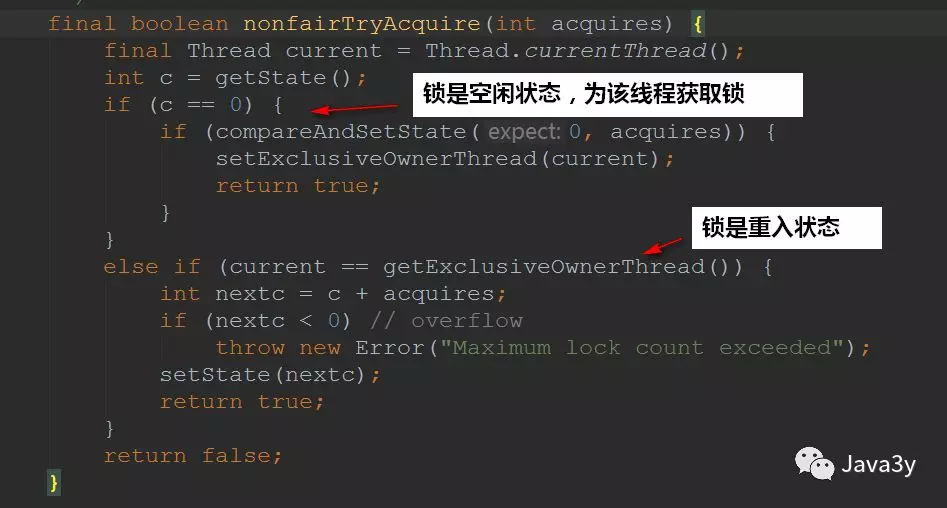 final boolean nonfairTryAcquire(int acquires) {
final Thread current = Thread.currentThread();
int c = getState();
if (c == 0) {
锁是空闲状态，为该线程获取锁
if (compareAndSetState( expect: 0, acquires)) {
setExclusiveOwnerThread(current);
return true;
}
}
锁是重入状态
else if (current == getExclusiveOwnerThread()) {
int nextc = c + acquires;
if (nextc < 0) // overflow
throw new Error("Maximum lock count exceeded");
setState(nextc);
return true;
}
return false;
}
Java3y